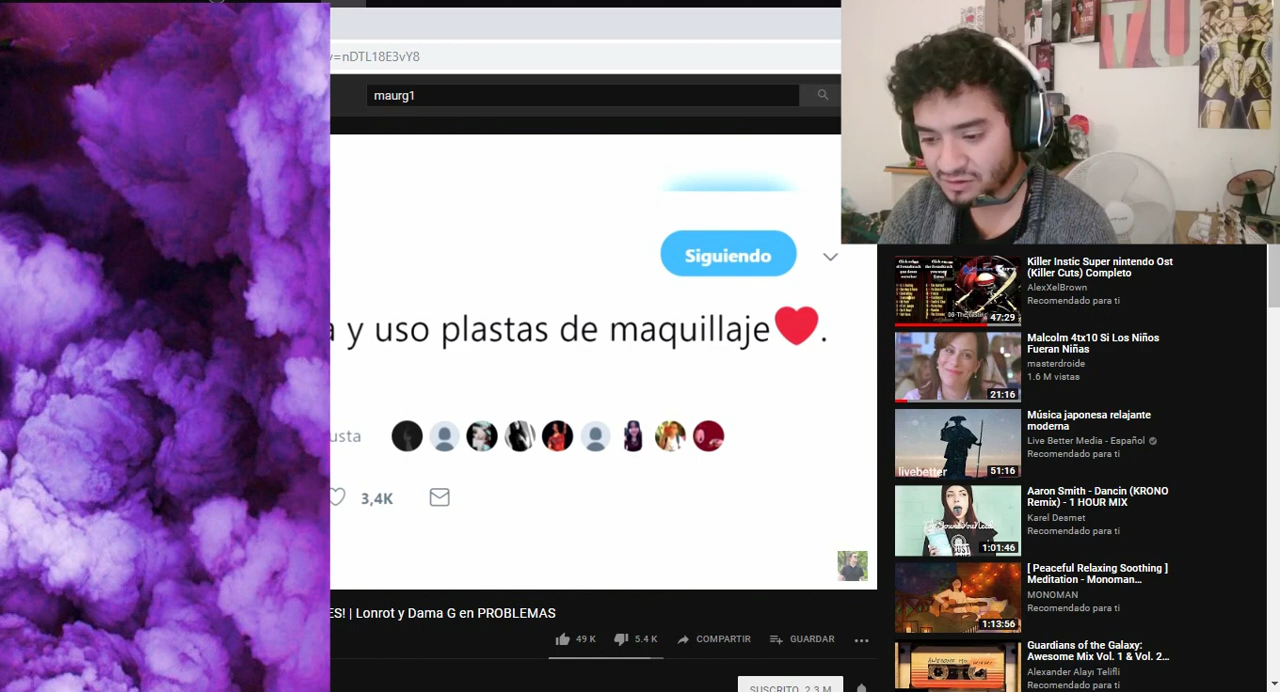 v=nDTL18E3vY8
maurg1
Siguiendo
y uso plastas de maquillaje❤.
usta
3,4K
ES! | Lonrot y Dama G en PROBLEMAS
49 K
5.4 K
COMPARTIR
GUARDAR
SUSCRITO 2.3 M
TU
47:29
Killer Instic Super nintendo Ost
(Killer Cuts) Completo
AlexXelBrown
Recomendado para ti
21:16
Malcolm 4tx10 Si Los Niños
Fueran Niñas
masterdroide
1.6 M vistas
livebetter
51:16
Música japonesa relajante
moderna
Live Better Media - Español
Recomendado para ti
1:01:46
Aaron Smith - Dancin (KRONO
Remix) - 1 HOUR MIX
Karel Desmet
Recomendado para ti
1:13:56
[ Peaceful Relaxing Soothing ]
Meditation - Monoman...
MONOMAN
Recomendado para ti
Guardians of the Galaxy:
Awesome Mix Vol. 1 & Vol. 2...
Alexander Alayı Telifli
Recomendado para ti